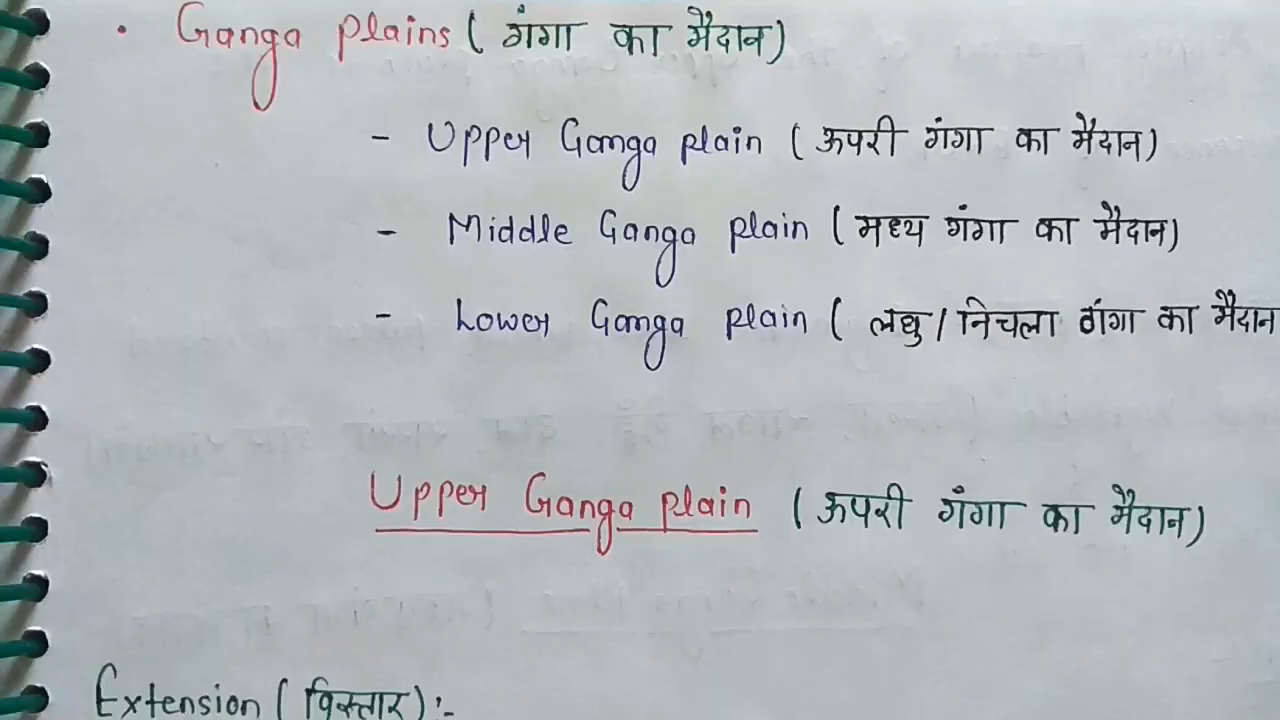 • Ganga plains ( गंगा का मैदान)
- Upper Ganga plain ( ऊपरी गंगा का मैदान)
- Middle Ganga plain ( मध्य गंगा का मैदान)
- Lower Ganga plain ( लघु / निचला गंगा का मैदान
Upper Ganga plain ( ऊपरी गंगा का मैदान)
Extension ( विस्तार) :-